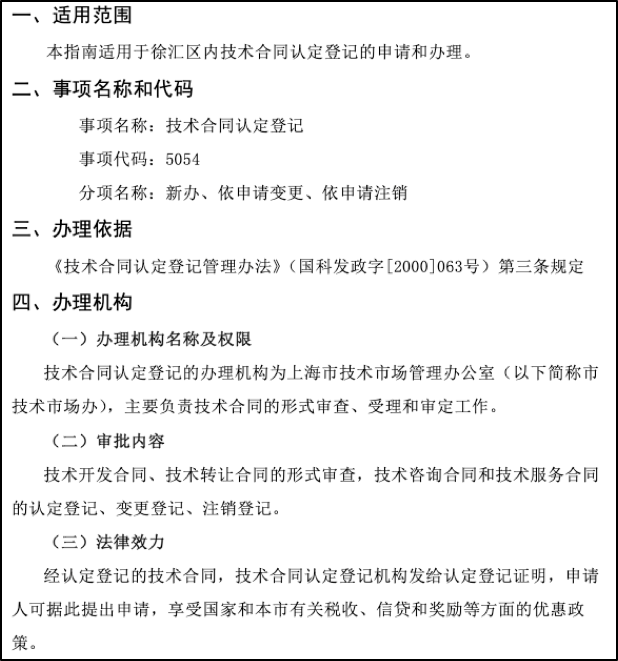 一、适用范围
本指南适用于徐汇区内技术合同认定登记的申请和办理。
二、事项名称和代码
事项名称：技术合同认定登记
事项代码：5054
分项名称：新办、依申请变更、依申请注销
三、办理依据
《技术合同认定登记管理办法》（国科发政字[2000]063号）第三条规定
四、办理机构
（一）办理机构名称及权限
技术合同认定登记的办理机构为上海市技术市场管理办公室（以下简称市
技术市场办），主要负责技术合同的形式审查、受理和审定工作。
（二）审批内容
技术开发合同、技术转让合同的形式审查，技术咨询合同和技术服务合同
的认定登记、变更登记、注销登记。
（三）法律效力
经认定登记的技术合同，技术合同认定登记机构发给认定登记证明，申请
人可据此提出申请，享受国家和本市有关税收、信贷和奖励等方面的优惠政
策。